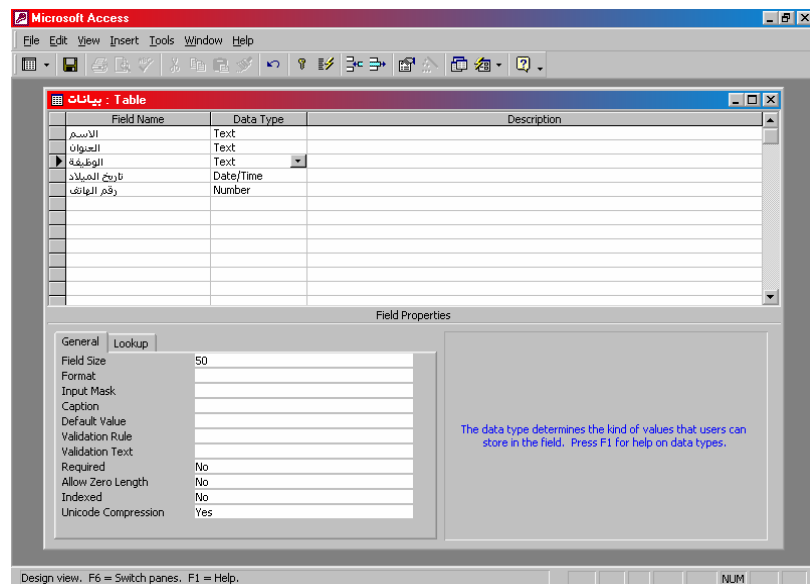 Microsoft Access
File Edit View Insert Tools Window Help
بيانات : Table
Field Name Data Type Description
الاسم Text
العنوان Text
الوظيفة Text
تاريخ الميلاد Date/Time
رقم الهاتف Number
Field Properties
General Lookup
Field Size 50
Format
Input Mask
Caption
Default Value
Validation Rule
Validation Text
Required No
Allow Zero Length No
Indexed No
Unicode Compression Yes
The data type determines the kind of values that users can
store in the field. Press F1 for help on data types.
Design view. F6 = Switch panes. F1 = Help. NUM